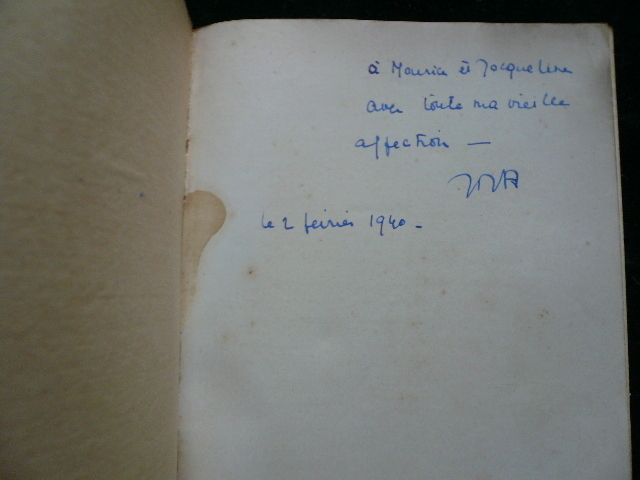 à Maurice et Jacqueline
avec toute ma vieille
affection —
le 2 février 1940 -